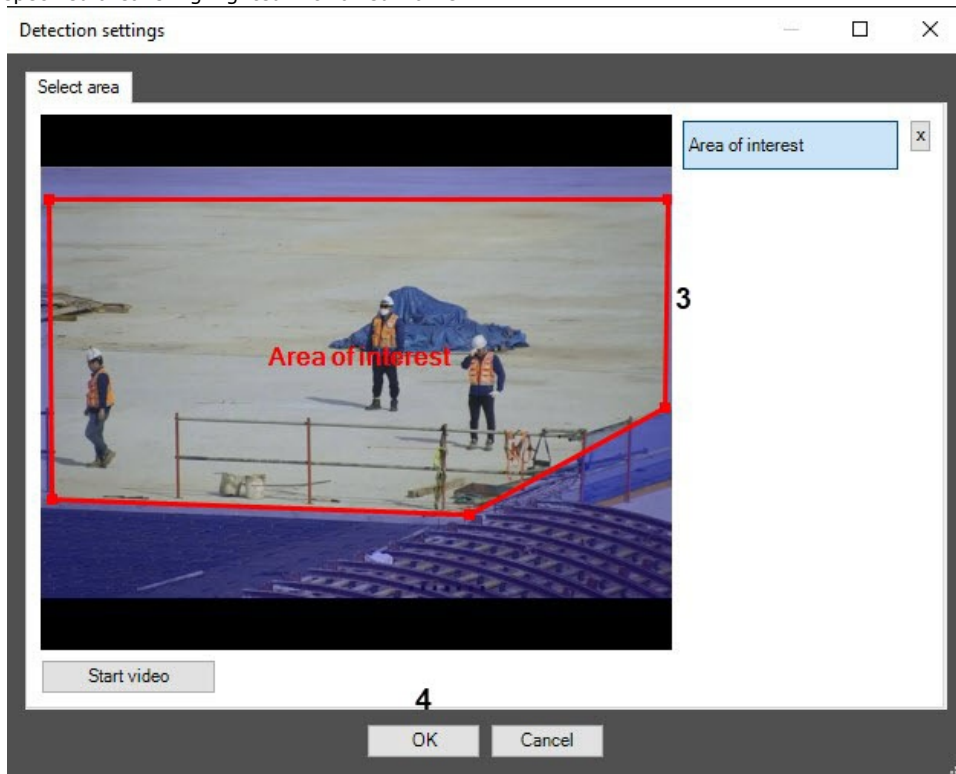 Detection settings
Select area
Area of interest
x
3
Area of interest
Start video
4
OK
Cancel